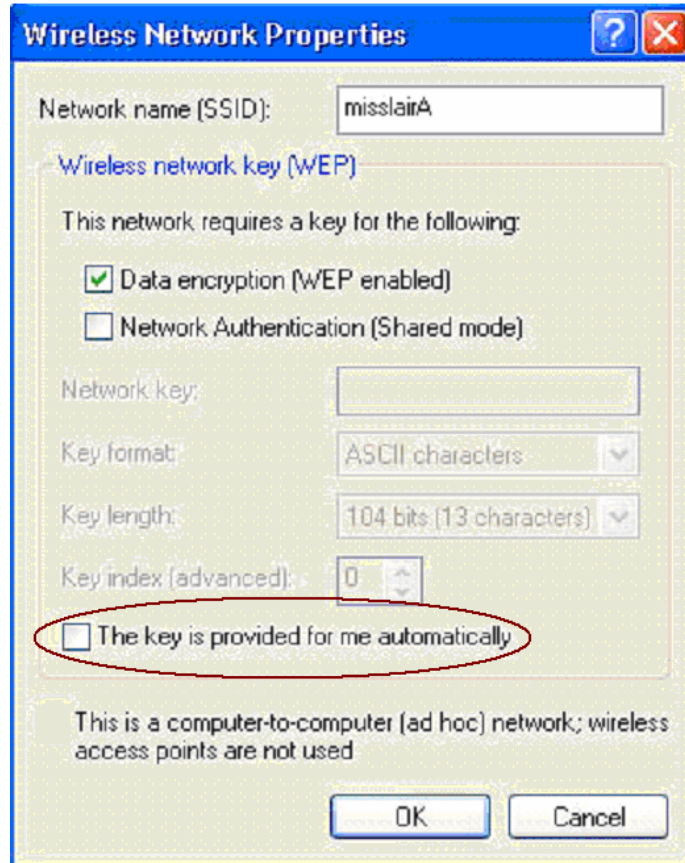 Wireless Network Properties
Network name (SSID): misslairA
Wireless network key (WEP)
This network requires a key for the following:
Data encryption (WEP enabled)
Network Authentication (Shared mode)
Network key:
Key format: ASCII characters
Key length: 104 bits (13 characters)
Key index (advanced): 0
The key is provided for me automatically
This is a computer-to-computer (ad hoc) network; wireless
access points are not used
OK Cancel